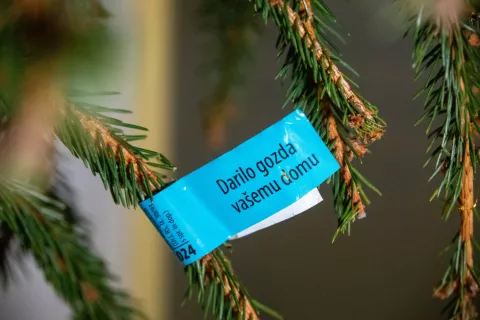 Darilo gozda
vašemu domu
024